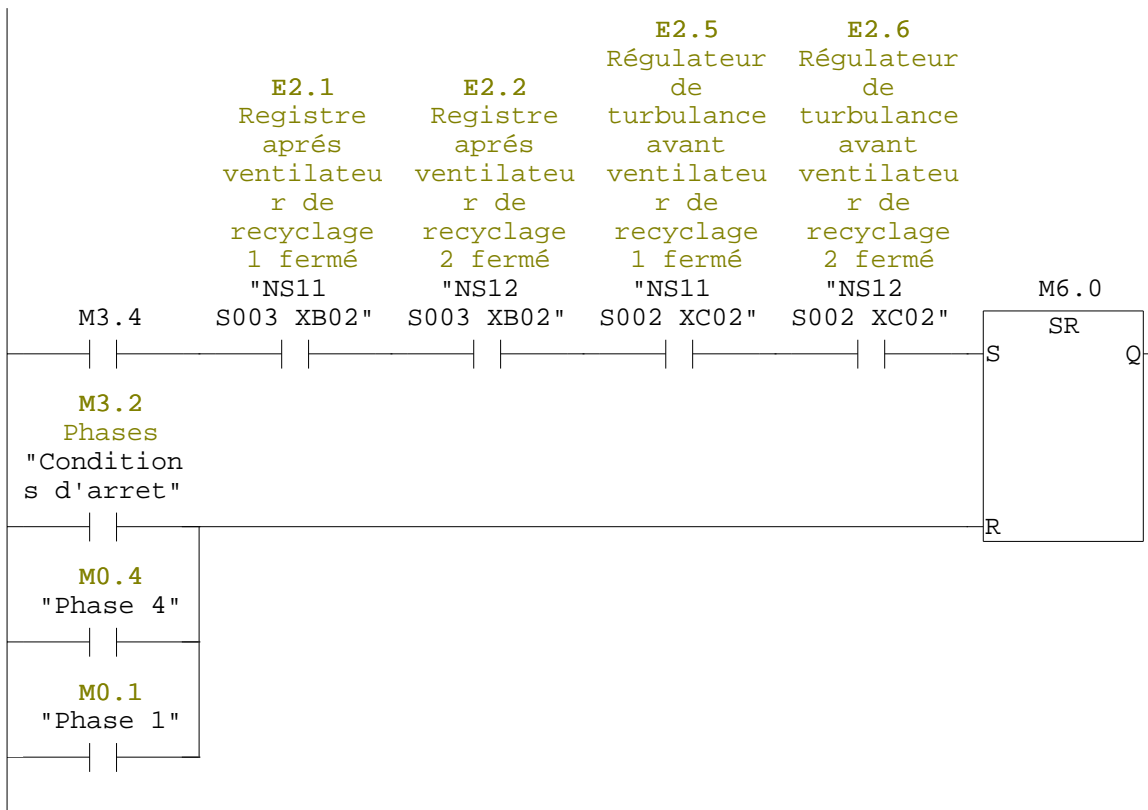 E2.1
Registre
aprés
ventilateu
r de
recyclage
1 fermé
"NS11
S003 XB02"
E2.2
Registre
aprés
ventilateu
r de
recyclage
2 fermé
"NS12
S003 XB02"
E2.5
Régulateur
de
turbulance
avant
ventilateu
r de
recyclage
1 fermé
"NS11
S002 XC02"
E2.6
Régulateur
de
turbulance
avant
ventilateu
r de
recyclage
2 fermé
"NS12
S002 XC02"
M3.4
M6.0
SR
S
Q
M3.2
Phases
"Condition
s d'arret"
R
M0.4
"Phase 4"
M0.1
"Phase 1"